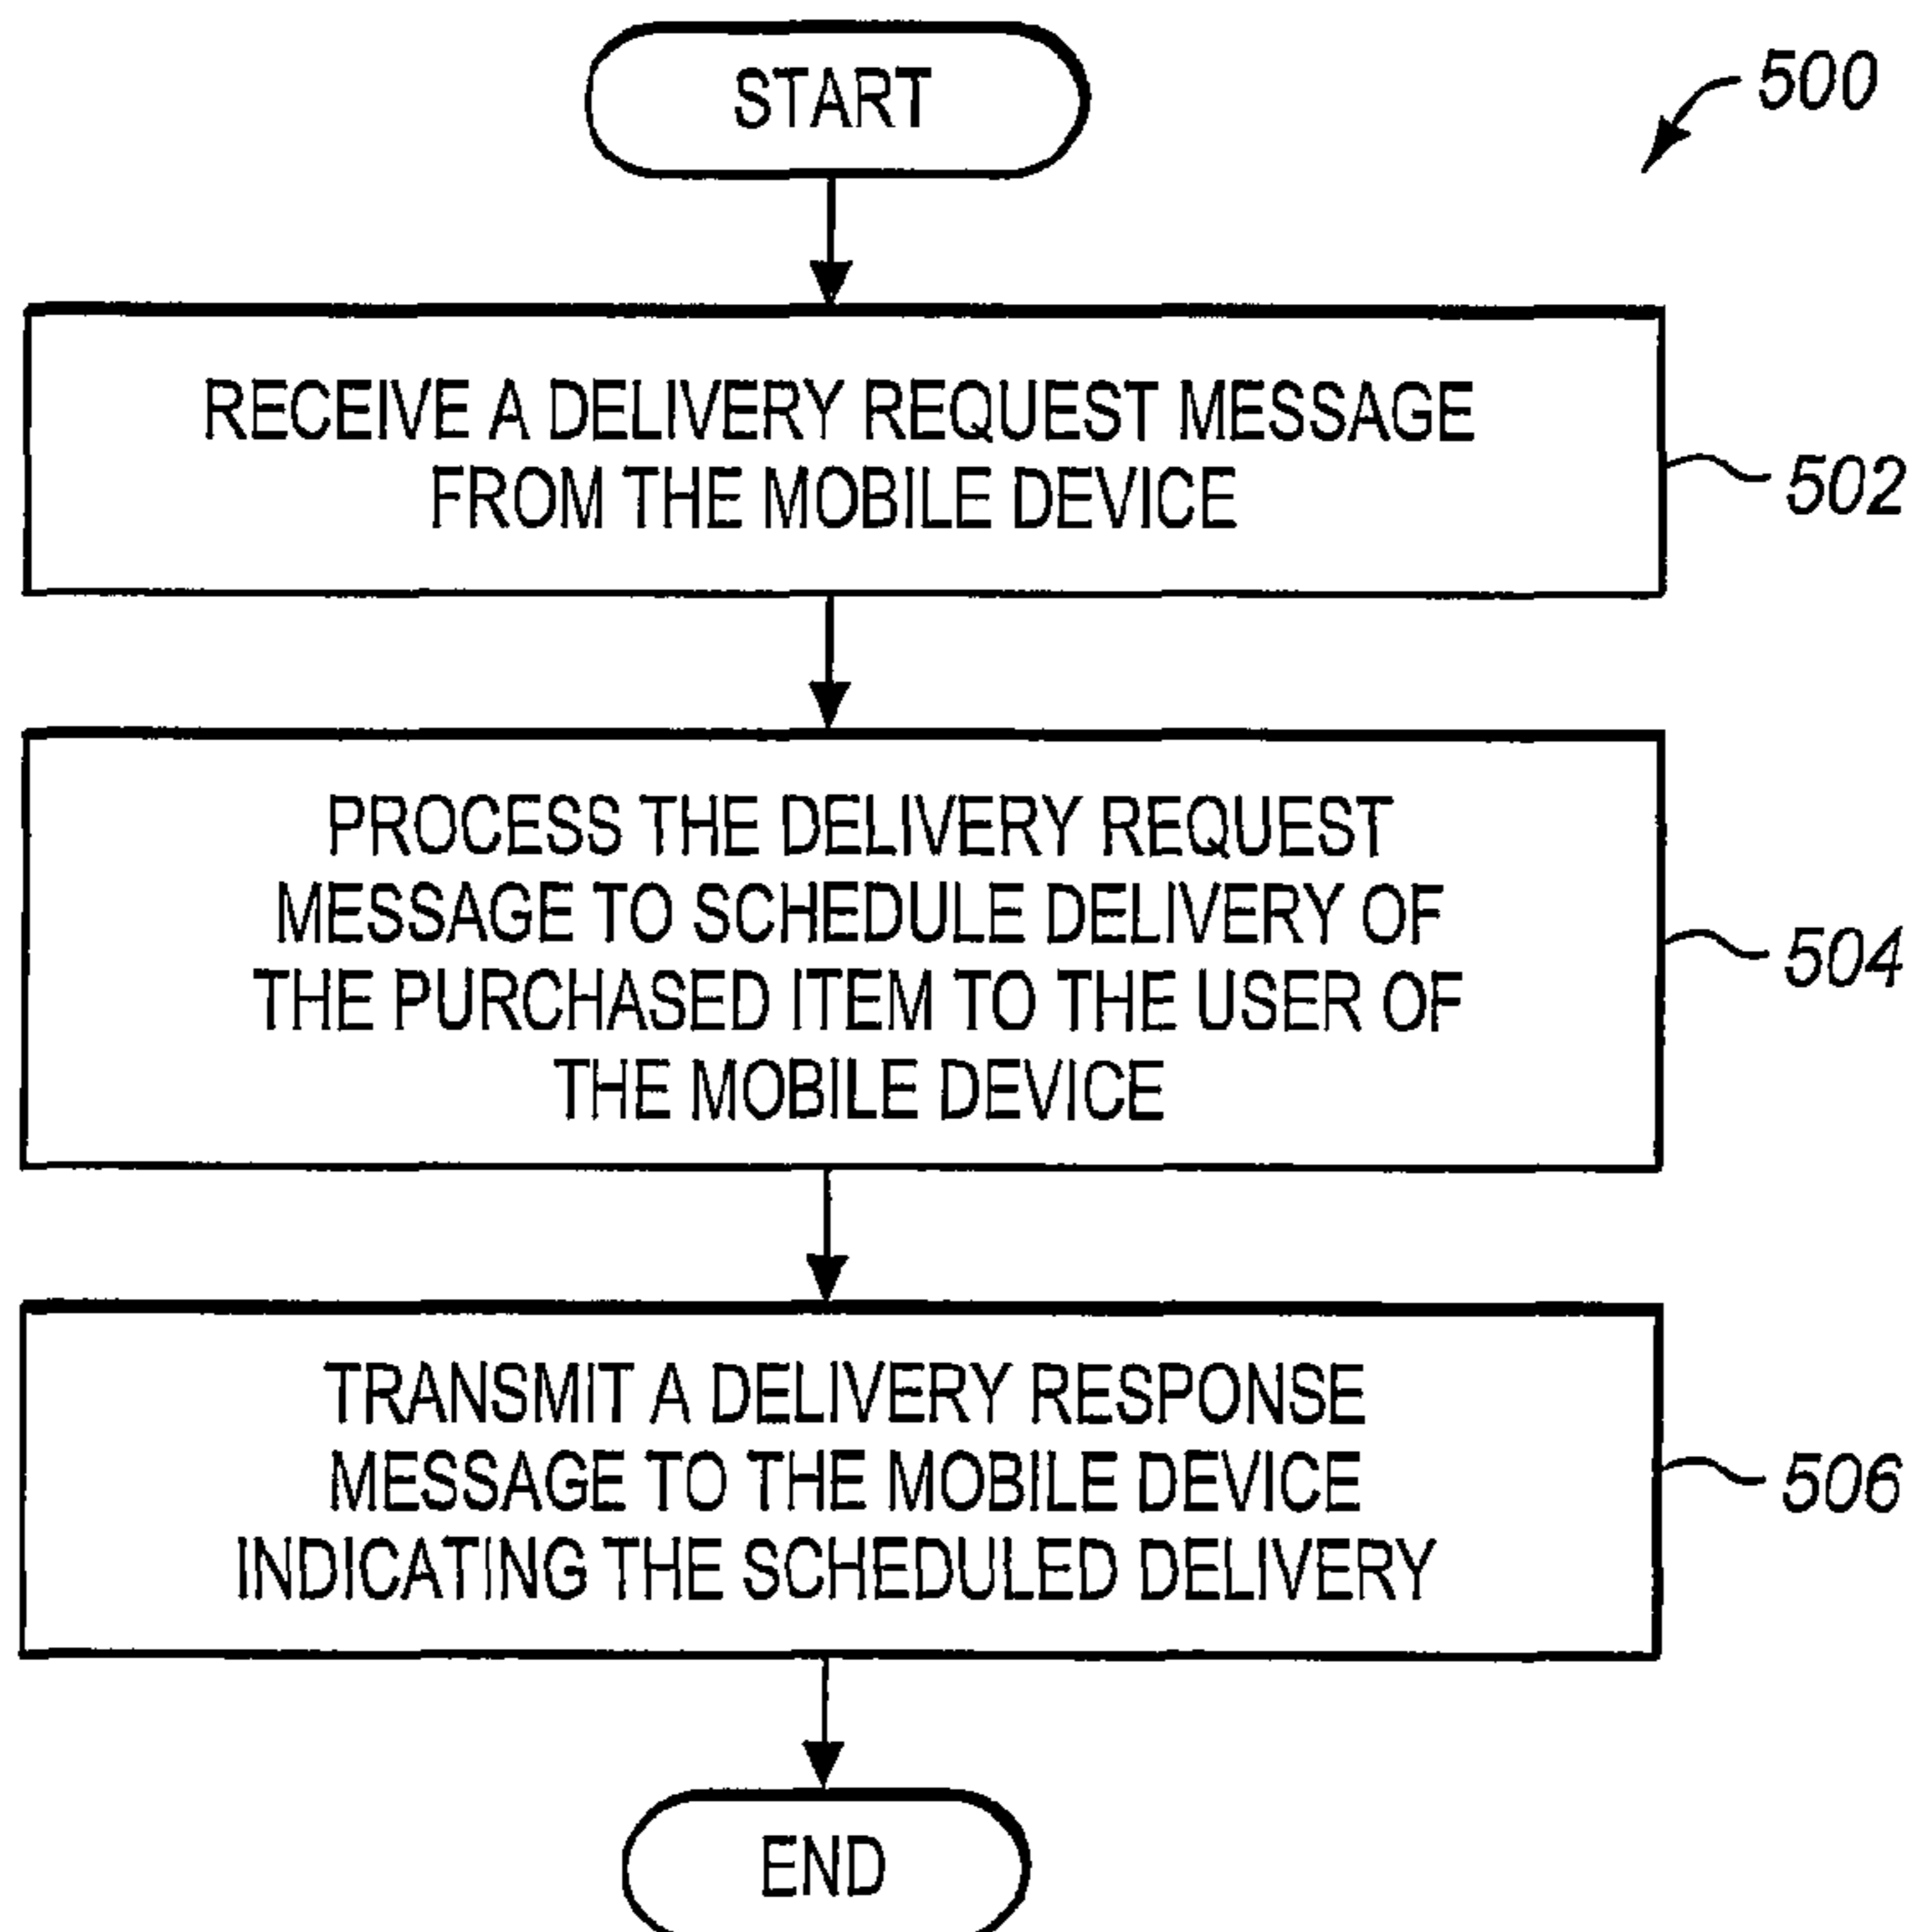 START
500
RECEIVE A DELIVERY REQUEST MESSAGE
FROM THE MOBILE DEVICE
502
PROCESS THE DELIVERY REQUEST
MESSAGE TO SCHEDULE DELIVERY OF
THE PURCHASED ITEM TO THE USER OF
THE MOBILE DEVICE
504
TRANSMIT A DELIVERY RESPONSE
MESSAGE TO THE MOBILE DEVICE
INDICATING THE SCHEDULED DELIVERY
506
END